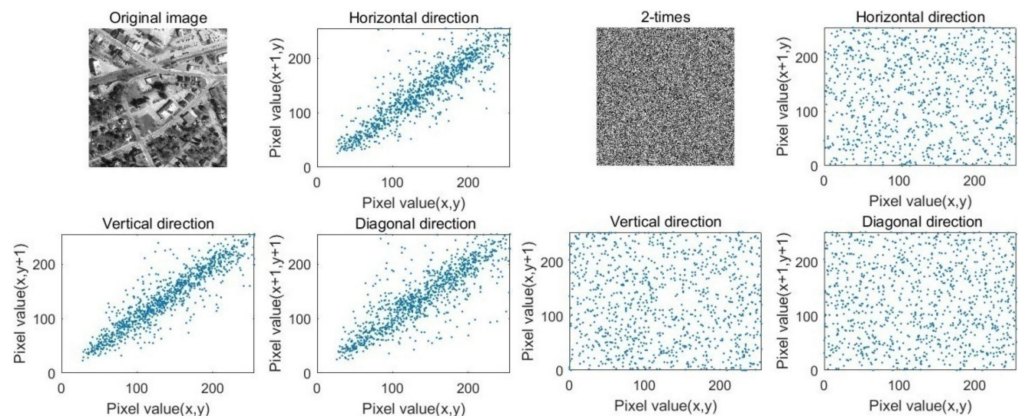 Original image
Horizontal direction
Pixel value(x+1,y)
200
100
0
0
100
200
Pixel value(x,y)
2-times
Horizontal direction
Pixel value(x+1,y)
200
100
0
0
100
200
Pixel value(x,y)
Vertical direction
Pixel value(x,y+1)
200
100
0
0
100
200
Pixel value(x,y)
Diagonal direction
Pixel value(x+1,y+1)
200
100
0
0
100
200
Pixel value(x,y)
Vertical direction
Pixel value(x,y+1)
200
100
0
0
100
200
Pixel value(x,y)
Diagonal direction
Pixel value(x+1,y+1)
200
100
0
0
100
200
Pixel value(x,y)